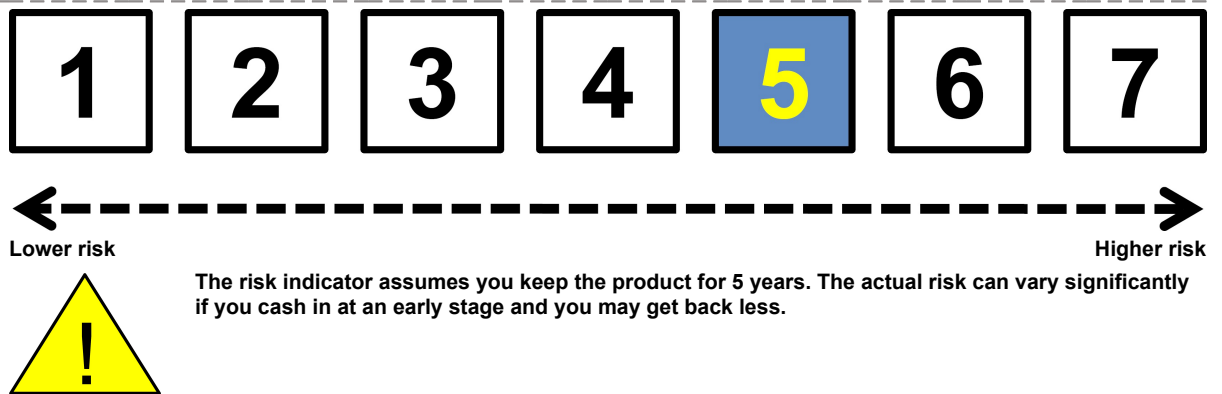 1 2 3 4 5 6 7
Lower risk Higher risk
The risk indicator assumes you keep the product for 5 years. The actual risk can vary significantly
if you cash in at an early stage and you may get back less.
!